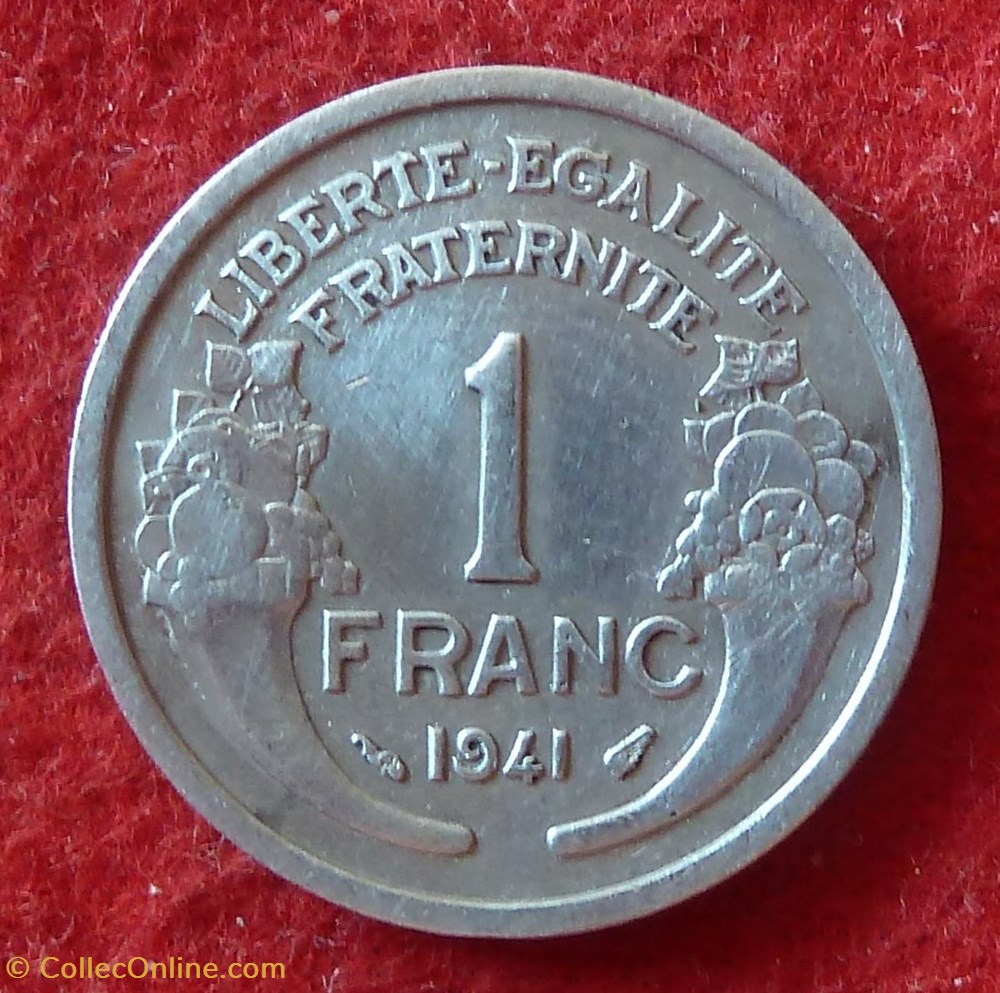 LIBERTE-EGALITE
FRATERNITE
1
FRANC
1941
© CollecOnline.com